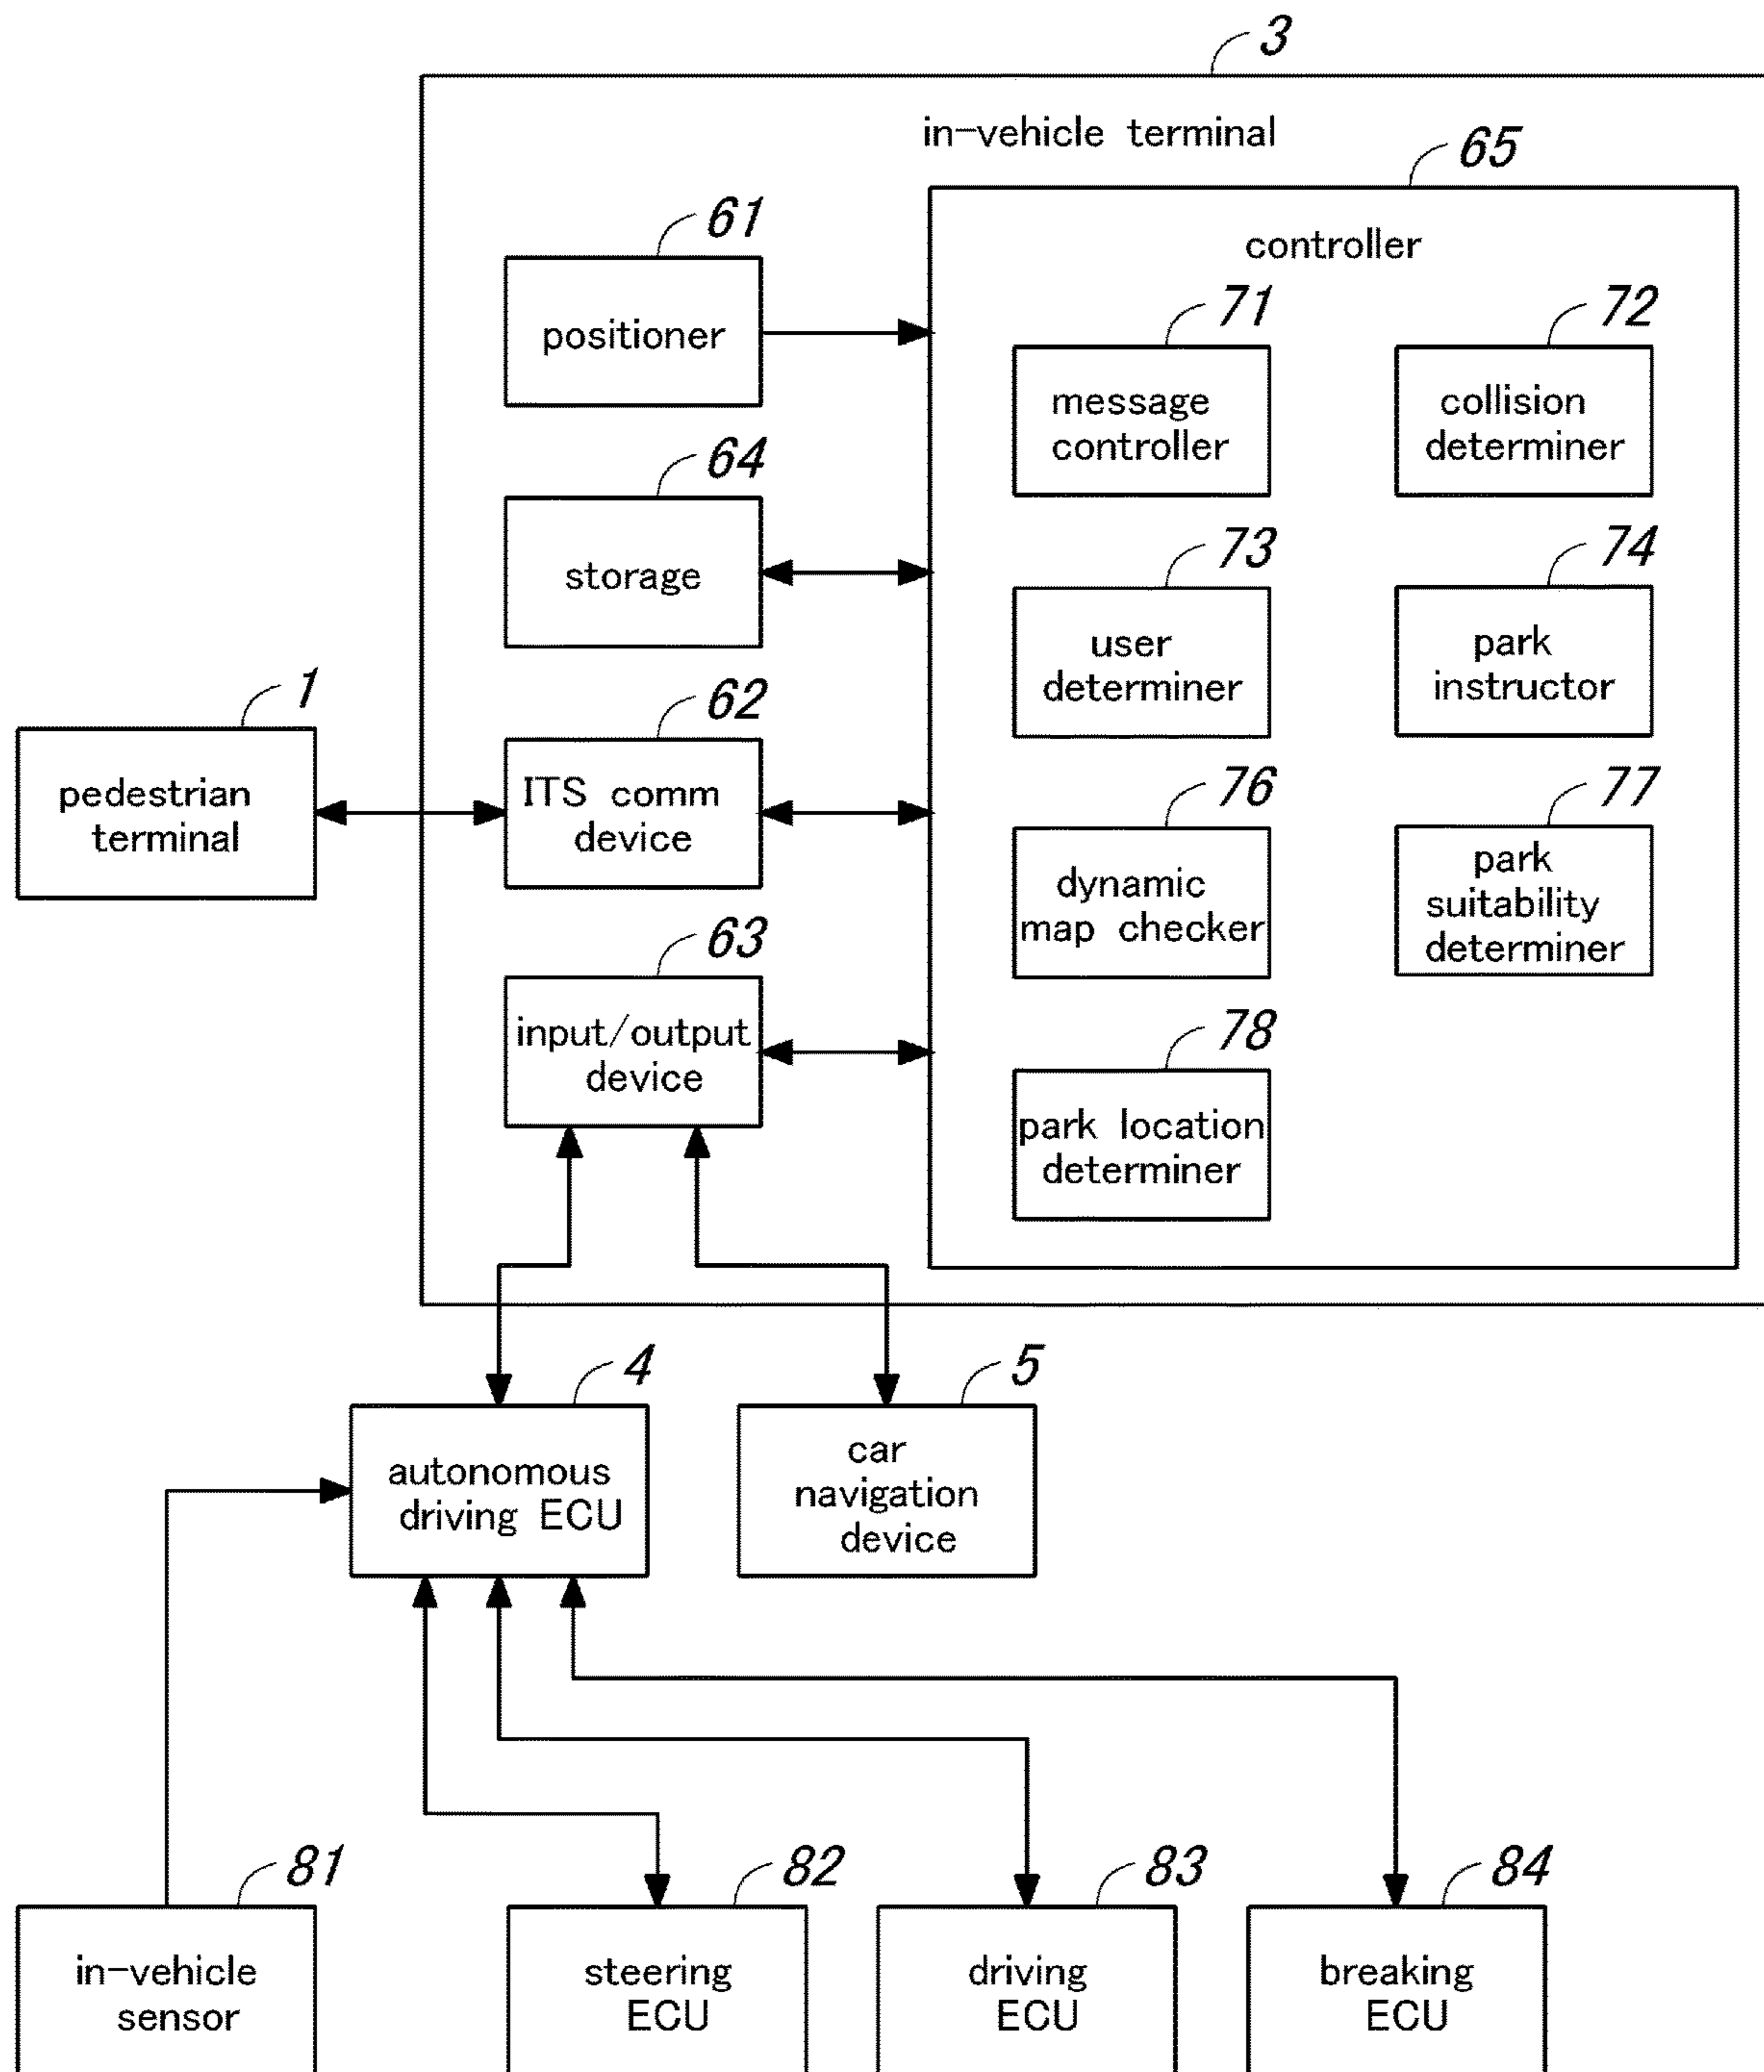 3
in-vehicle terminal
65
controller
61
positioner
71
message
controller
72
collision
determiner
64
storage
73
user
determiner
74
park
instructor
1
pedestrian
terminal
62
ITS comm
device
76
dynamic
map checker
77
park
suitability
determiner
63
input/output
device
78
park location
determiner
4
autonomous
driving ECU
5
car
navigation
device
81
in-vehicle
sensor
82
steering
ECU
83
driving
ECU
84
breaking
ECU